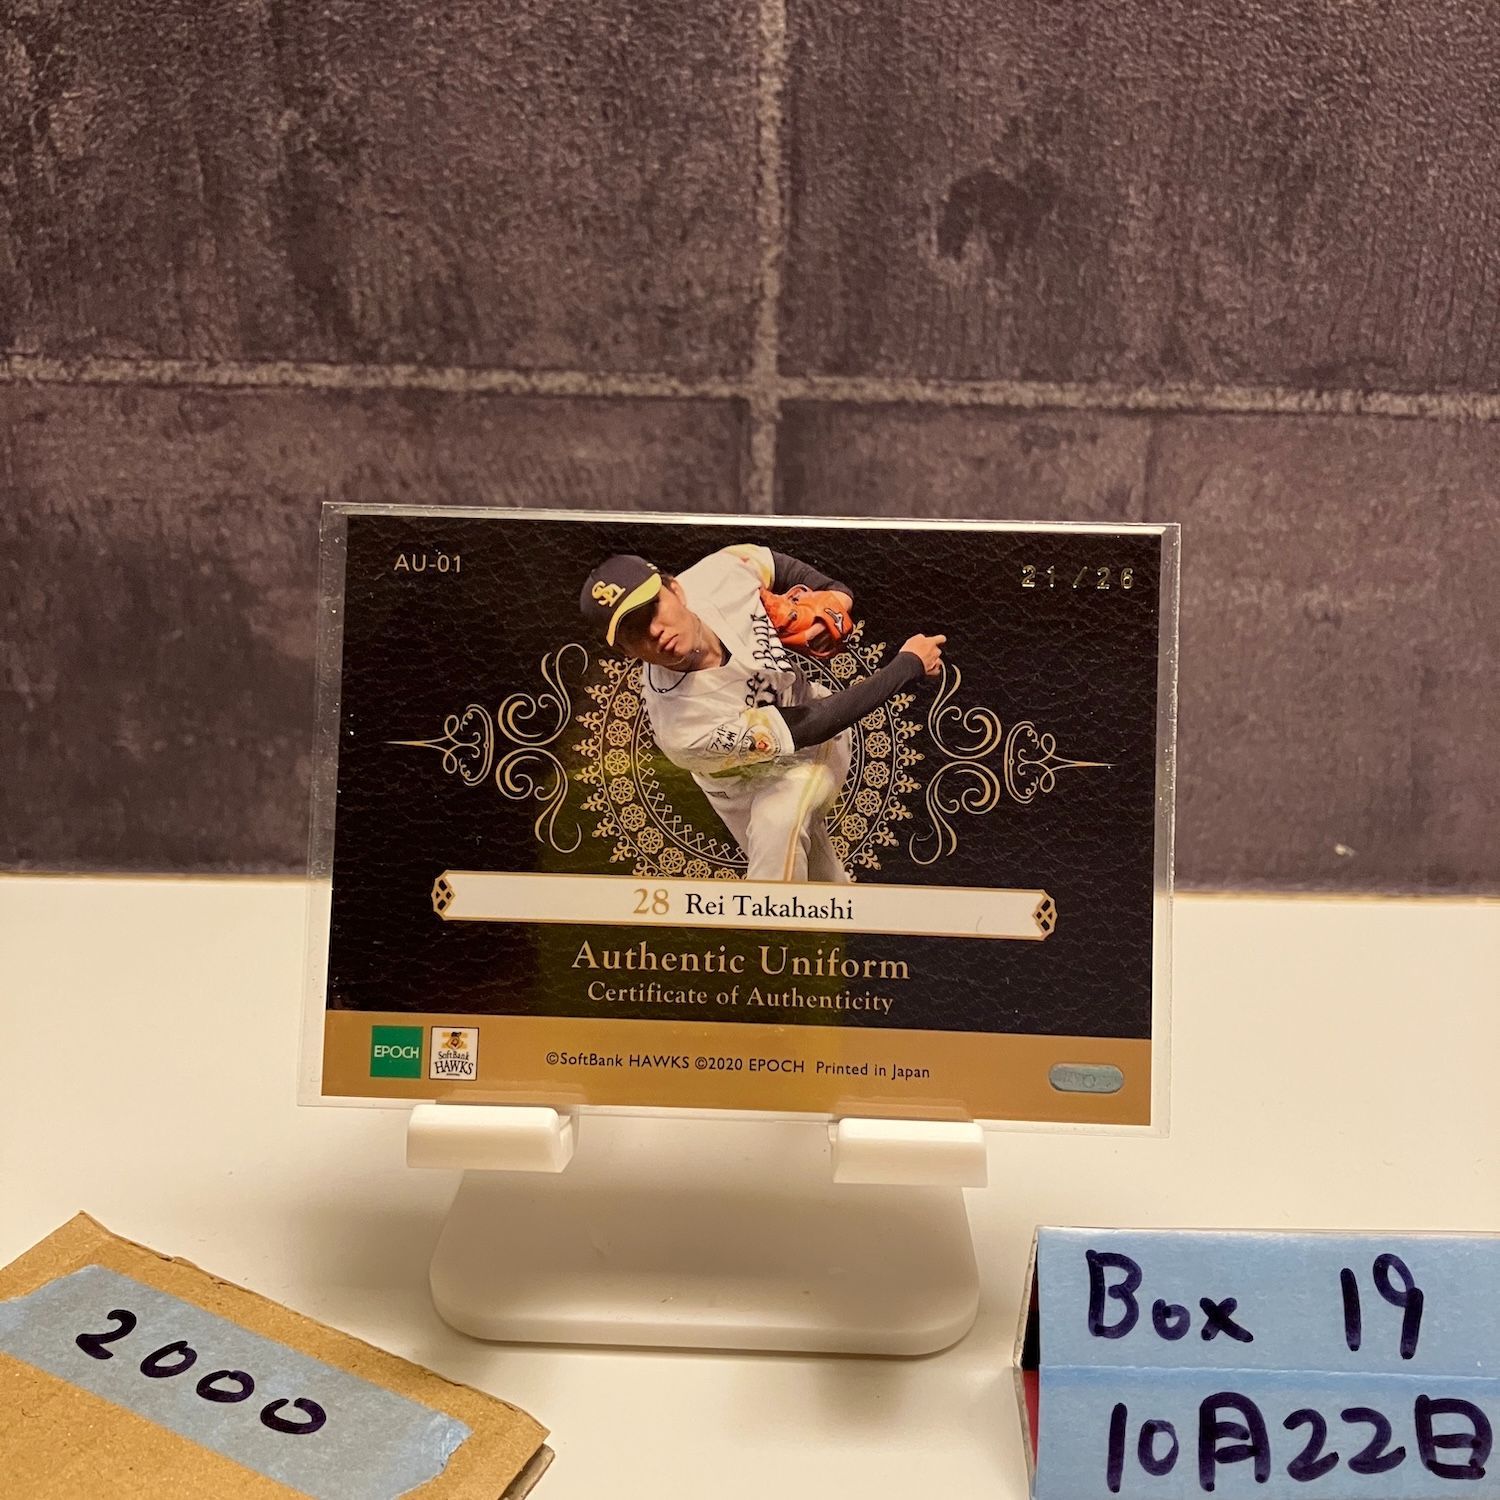 AU-01
21/26
SH
28 Rei Takahashi
Authentic Uniform
Certificate of Authenticity
EPOCH
SoftBank
HAWKS
©SoftBank HAWKS ©2020 EPOCH Printed in Japan
2000
Box 19
10月22日